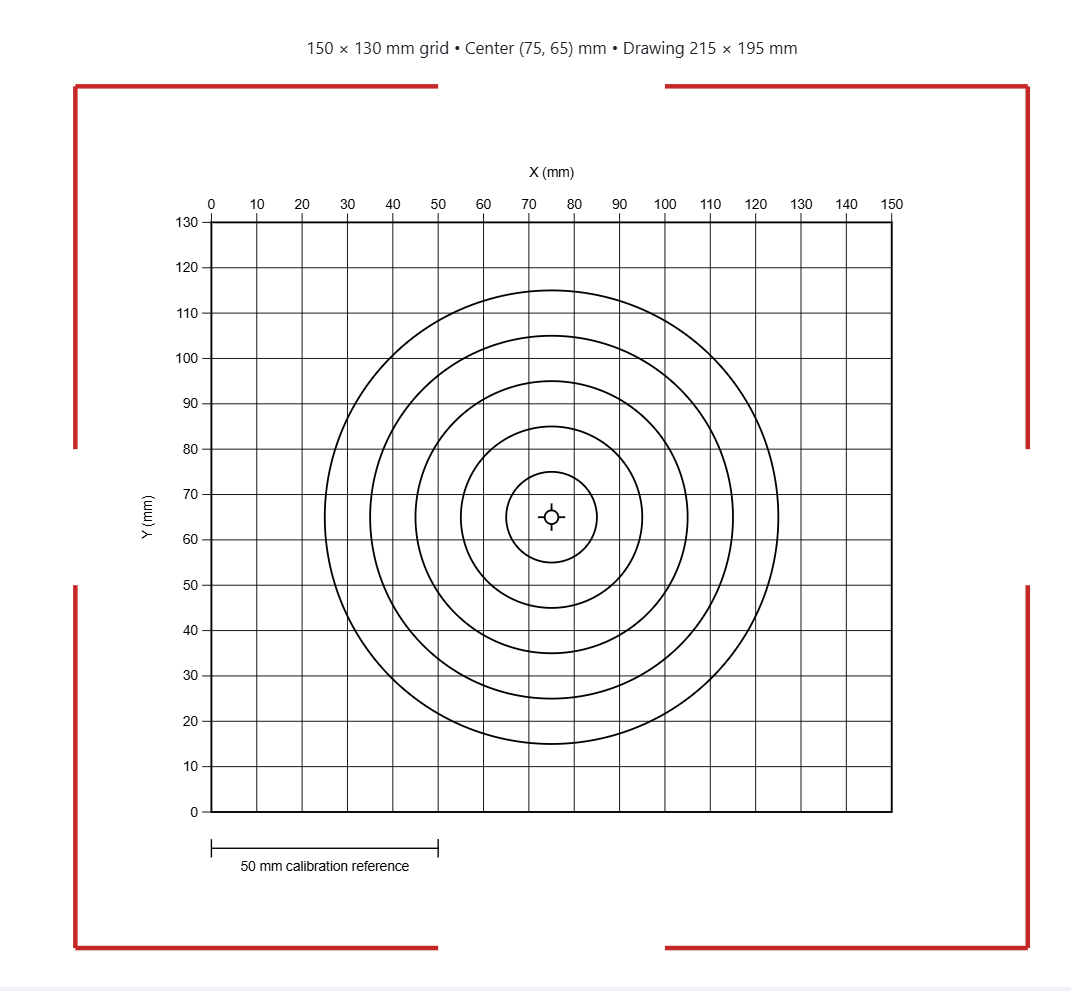 150 × 130 mm grid • Center (75, 65) mm • Drawing 215 × 195 mm
X (mm)
0 10 20 30 40 50 60 70 80 90 100 110 120 130 140 150
130
120
110
100
90
80
70
Y (mm)
60
50
40
30
20
10
0
50 mm calibration reference